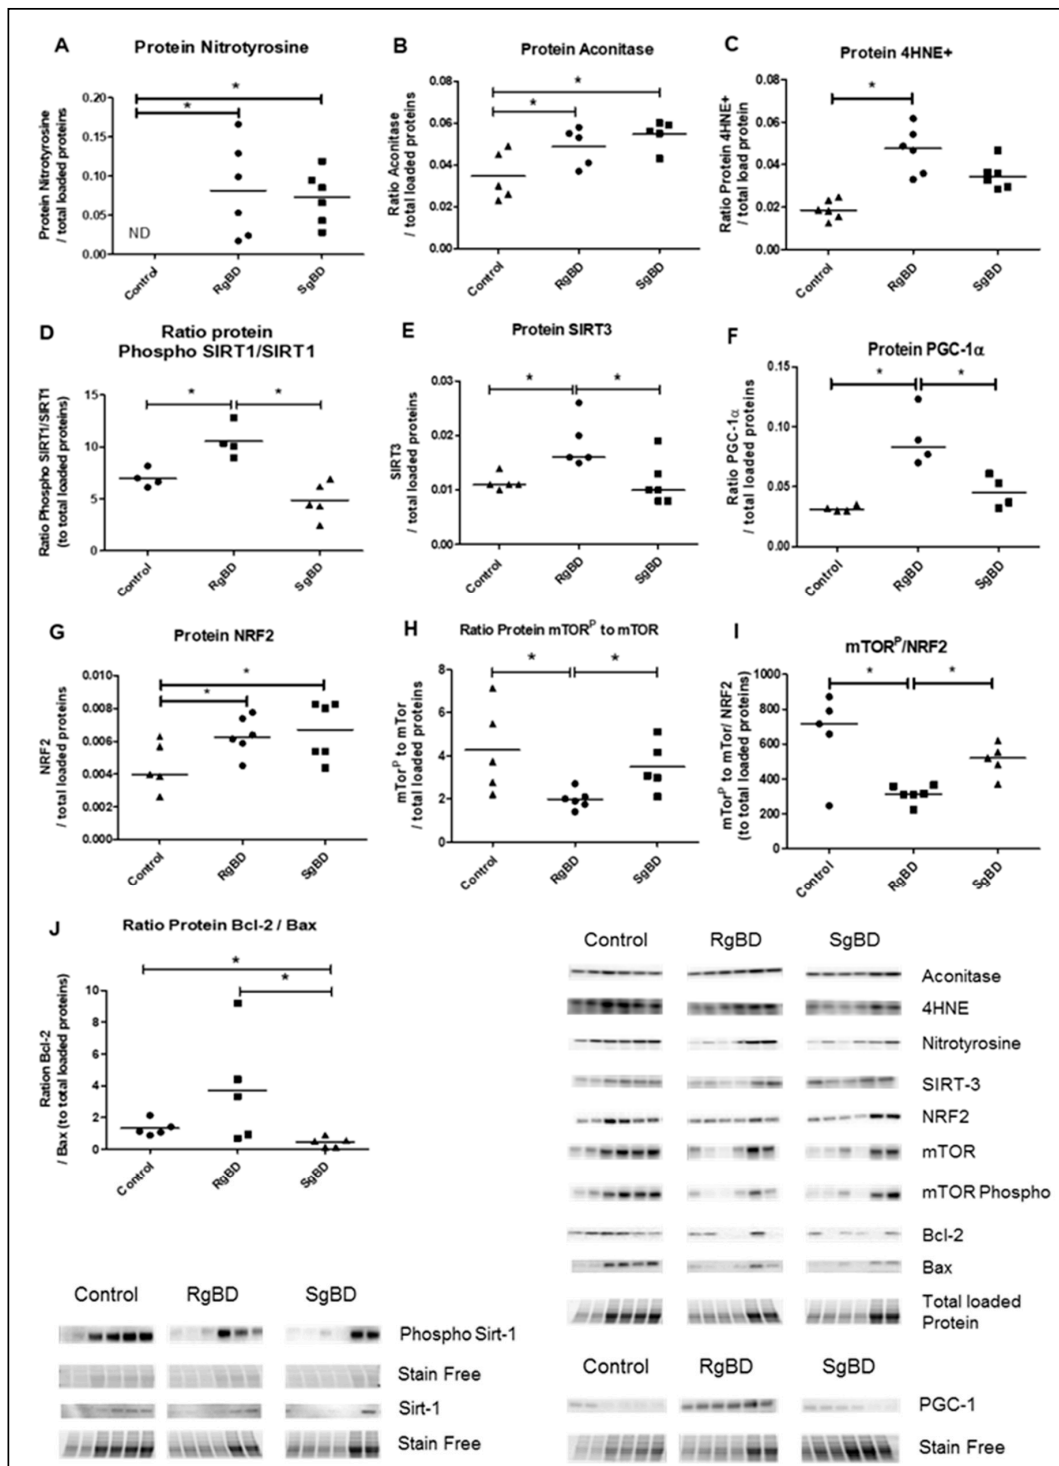 A
Protein Nitrotyrosine
Protein Nitrotyrosine
/ total loaded proteins
0.20
0.15
0.10
0.05
0.00
*
*
ND
Control
RgBD
SgBD
B
Protein Aconitase
Ratio Aconitase
/ total loaded proteins
0.08
0.06
0.04
0.02
0.00
*
*
Control
RgBD
SgBD
C
Protein 4HNE+
Ratio Protein 4HNE+
/ total load protein
0.08
0.06
0.04
0.02
0.00
*
Control
RgBD
SgBD
D
Ratio protein
Phospho SIRT1/SIRT1
Ratio Phospho SIRT1/SIRT1
(to total loaded proteins)
15
10
5
0
*
*
Control
RgBD
SgBD
E
Protein SIRT3
SIRT3
/ total loaded proteins
0.03
0.02
0.01
0.00
*
*
Control
RgBD
SgBD
F
Protein PGC-1α
Ratio PGC-1α
/ total loaded proteins
0.15
0.10
0.05
0.00
*
*
Control
RgBD
SgBD
G
Protein NRF2
NRF2
/ total loaded proteins
0.010
0.008
0.006
0.004
0.002
0.000
*
*
Control
RgBD
SgBD
H
Ratio Protein mTORᴾ to mTOR
mTorᴾ to mTor
/ total loaded proteins
8
6
4
2
0
*
*
Control
RgBD
SgBD
I
mTORᴾ/NRF2
mTorᴾ to mTor/ NRF2
(to total loaded proteins)
1000
800
600
400
200
0
*
*
Control
RgBD
SgBD
J
Ratio Protein Bcl-2 / Bax
Ration Bcl-2
/ Bax (to total loaded proteins)
10
8
6
4
2
0
*
*
Control
RgBD
SgBD
Control RgBD SgBD
Aconitase
4HNE
Nitrotyrosine
SIRT-3
NRF2
mTOR
mTOR Phospho
Bcl-2
Bax
Total loaded
Protein
Control RgBD SgBD
Phospho Sirt-1
Stain Free
Sirt-1
Stain Free
Control RgBD SgBD
PGC-1
Stain Free